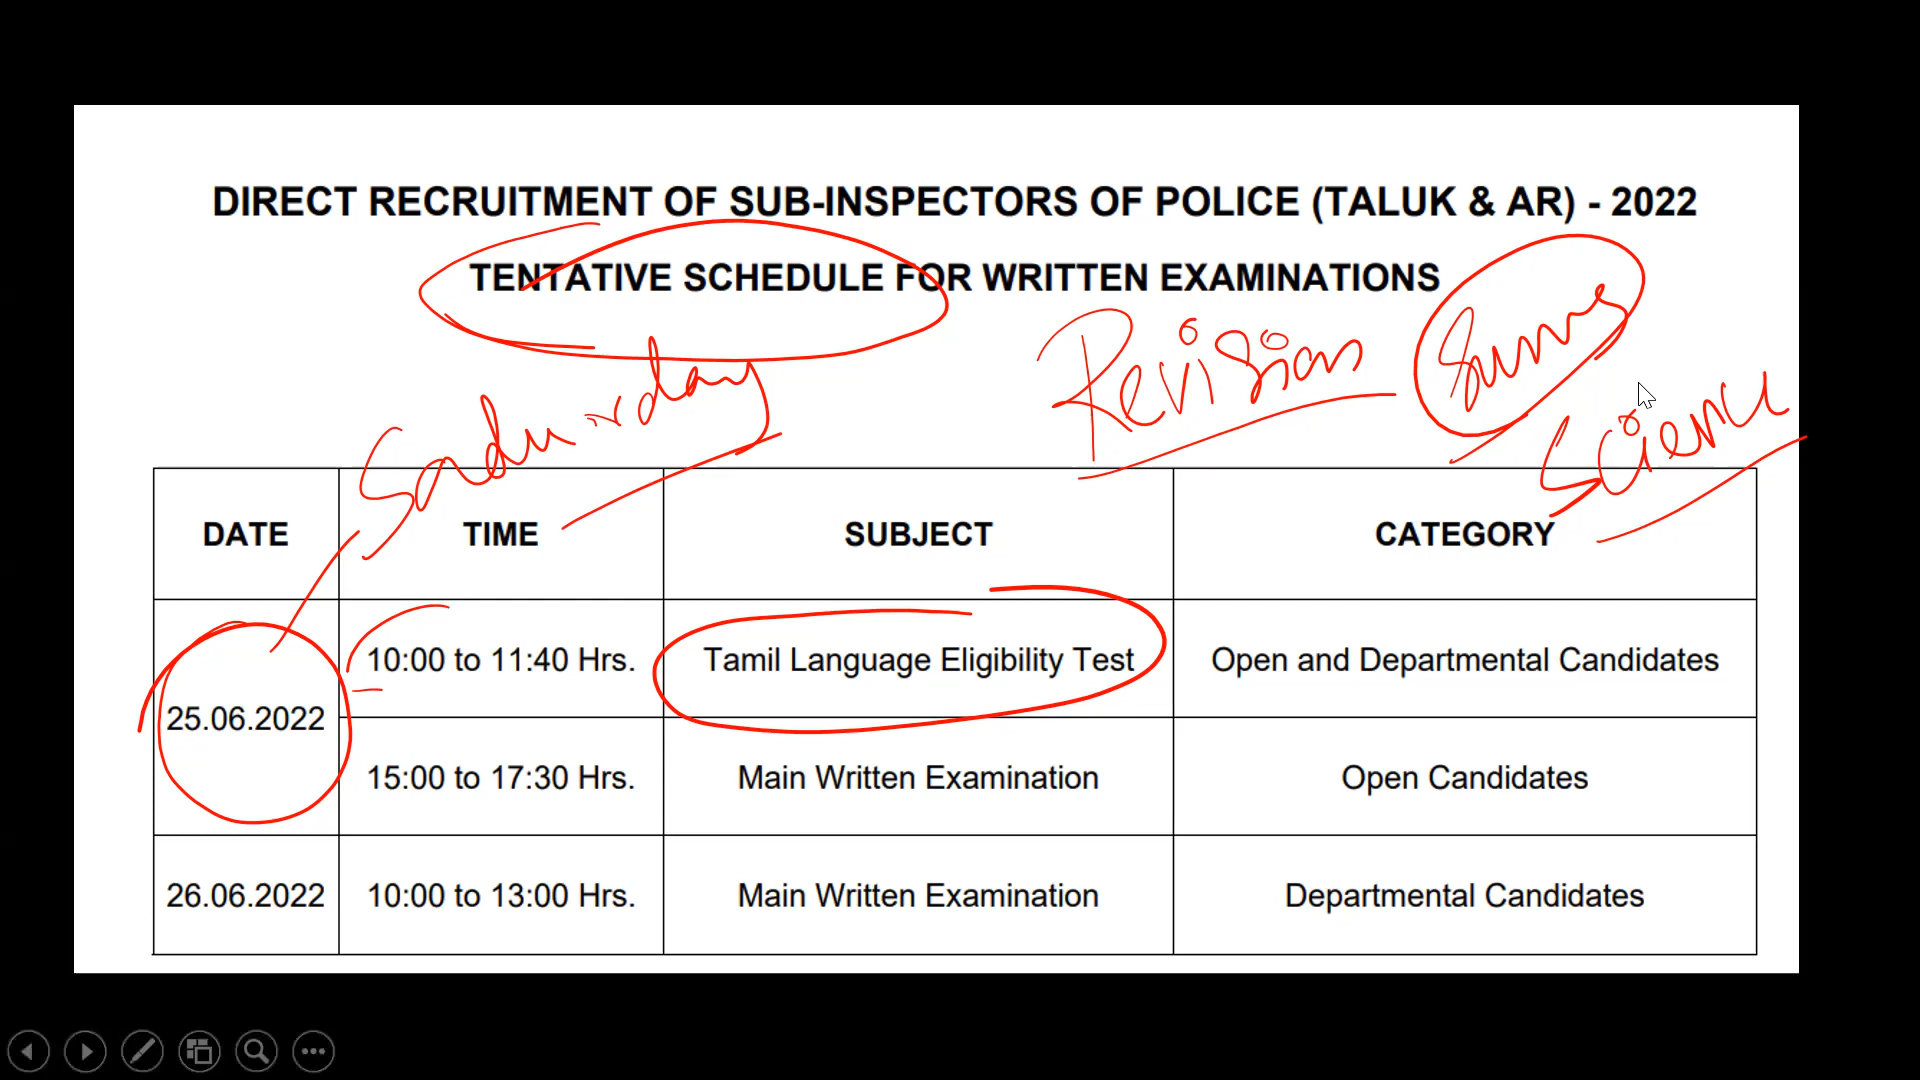 DIRECT RECRUITMENT OF SUB-INSPECTORS OF POLICE (TALUK & AR) - 2022
TENTATIVE SCHEDULE FOR WRITTEN EXAMINATIONS
Revision
Sums
Science
DATE TIME SUBJECT CATEGORY
25.06.2022 10:00 to 11:40 Hrs. Tamil Language Eligibility Test Open and Departmental Candidates
15:00 to 17:30 Hrs. Main Written Examination Open Candidates
26.06.2022 10:00 to 13:00 Hrs. Main Written Examination Departmental Candidates